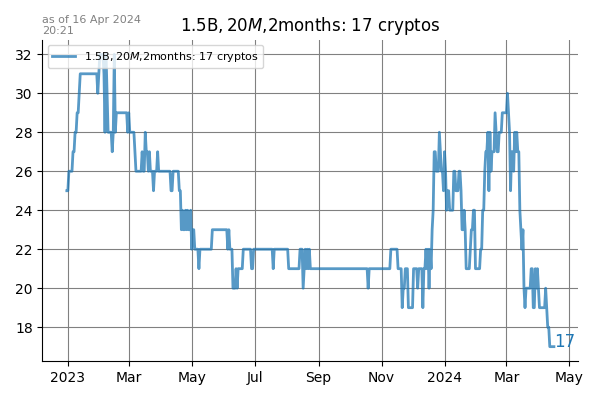 as of 16 Apr 2024
20:21
1.5B, 20M,2months: 17 cryptos
1.5B,20M,2months: 17 cryptos
32
30
28
26
24
22
20
18
17
2023 Mar May Jul Sep Nov 2024 Mar May